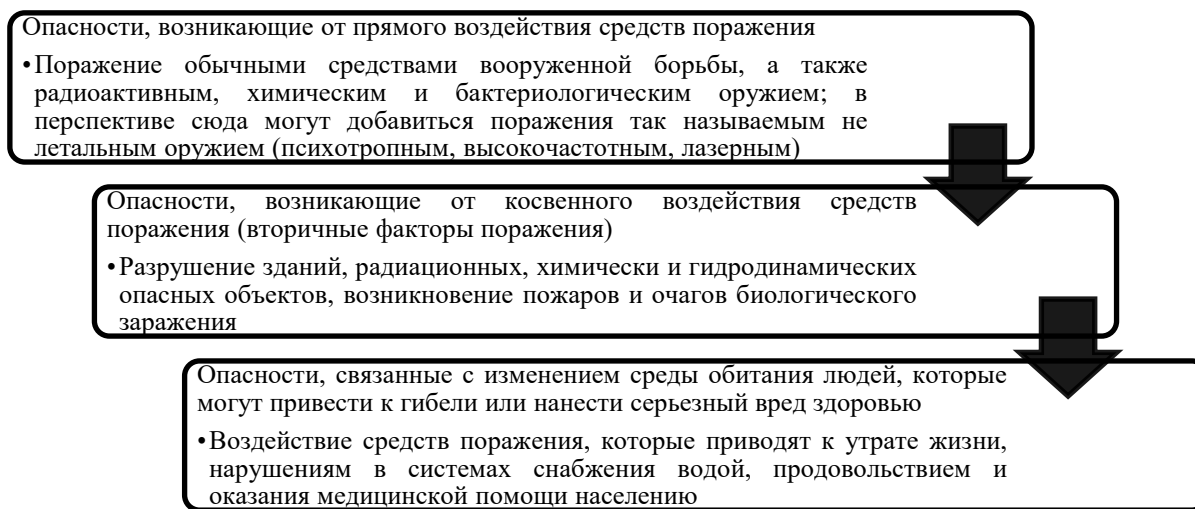 Опасности, возникающие от прямого воздействия средств поражения
•Поражение обычными средствами вооруженной борьбы, а также
радиоактивным, химическим и бактериологическим оружием; в
перспективе сюда могут добавиться поражения так называемым не
летальным оружием (психотропным, высокочастотным, лазерным)
Опасности, возникающие от косвенного воздействия средств
поражения (вторичные факторы поражения)
•Разрушение зданий, радиационных, химически и гидродинамических
опасных объектов, возникновение пожаров и очагов биологического
заражения
Опасности, связанные с изменением среды обитания людей, которые
могут привести к гибели или нанести серьезный вред здоровью
•Воздействие средств поражения, которые приводят к утрате жизни,
нарушениям в системах снабжения водой, продовольствием и
оказания медицинской помощи населению